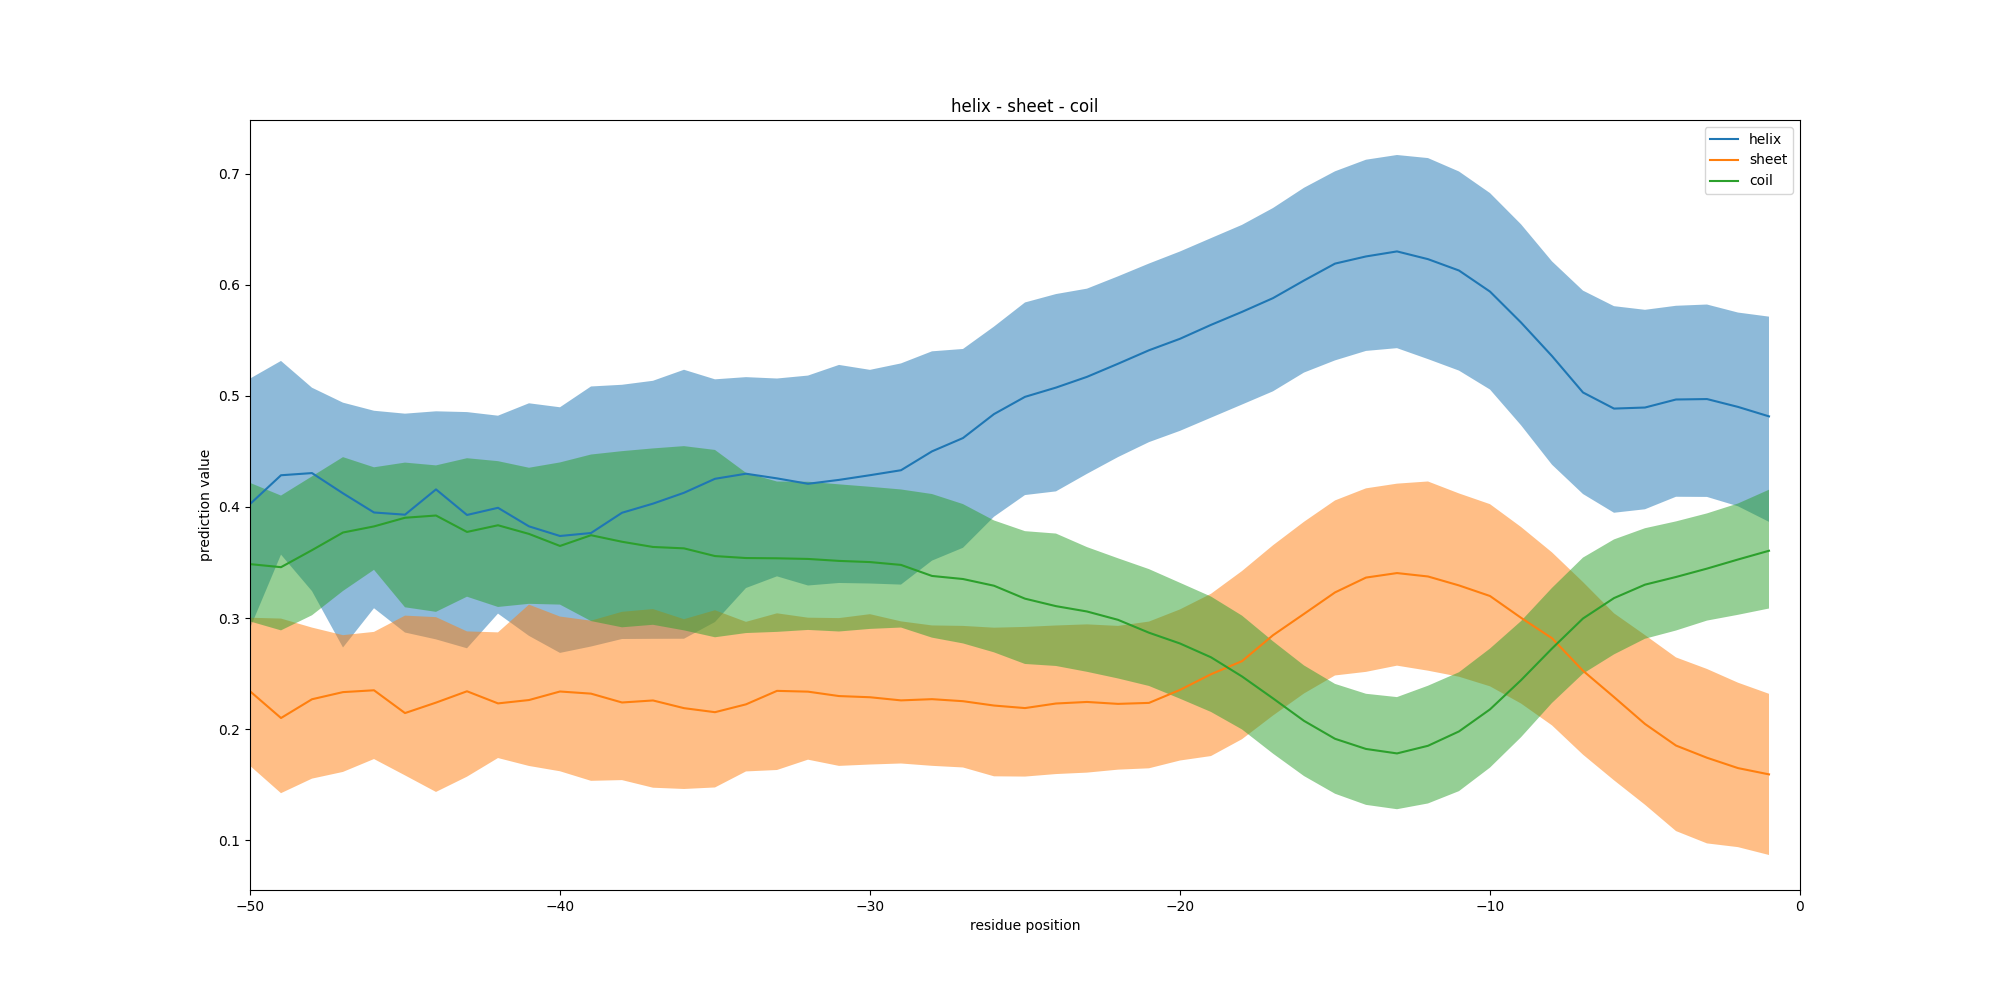 helix - sheet - coil
helix
sheet
coil
prediction value
0.7
0.6
0.5
0.4
0.3
0.2
0.1
−50
−40
−30
−20
−10
0
residue position